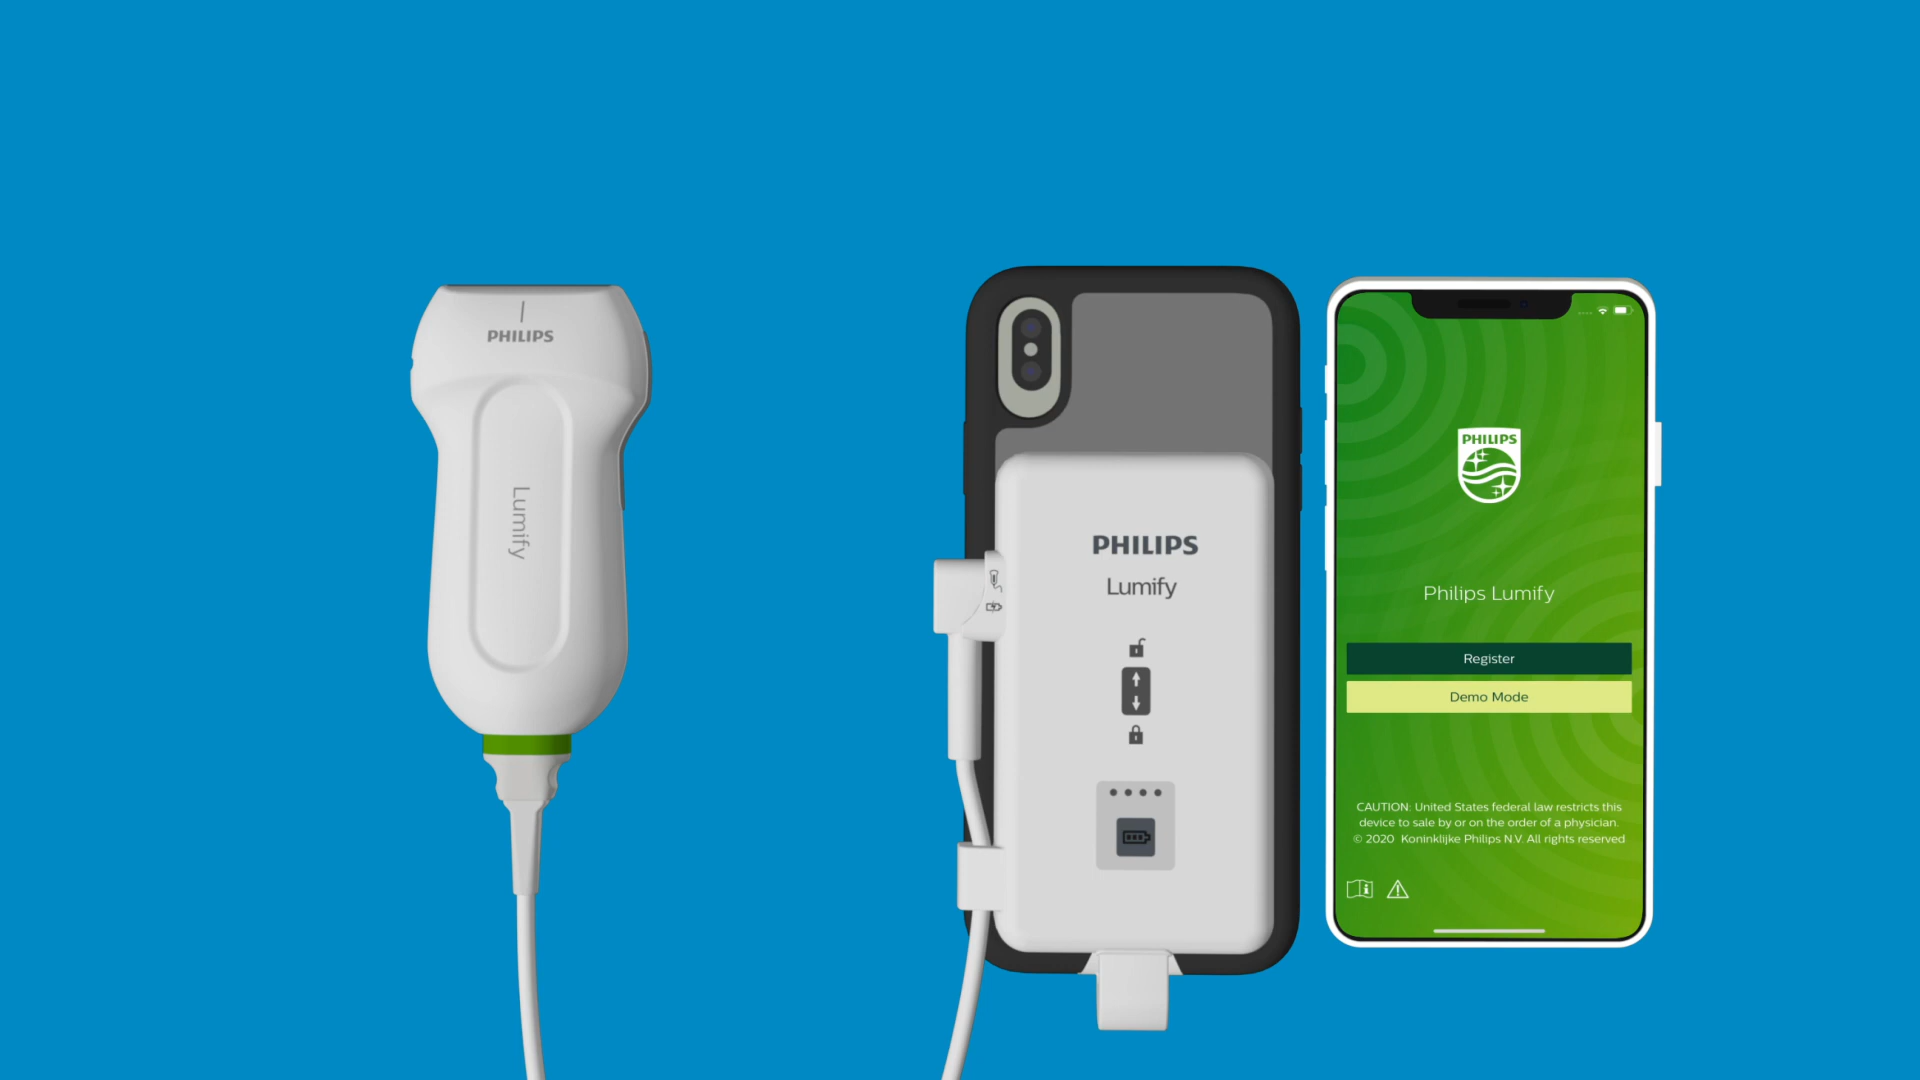 PHILIPS
Lumify
PHILIPS
Lumify
PHILIPS
Philips Lumify
Register
Demo Mode
CAUTION: United States federal law restricts this
device to sale by or on the order of a physician.
© 2020 Koninklijke Philips N.V. All rights reserved